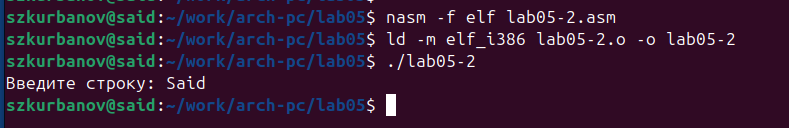 szkurbanov@said:~/work/arch-pc/lab05$ nasm -f elf lab05-2.asm
szkurbanov@said:~/work/arch-pc/lab05$ ld -m elf_i386 lab05-2.o -o lab05-2
szkurbanov@said:~/work/arch-pc/lab05$ ./lab05-2
Введите строку: Said
szkurbanov@said:~/work/arch-pc/lab05$